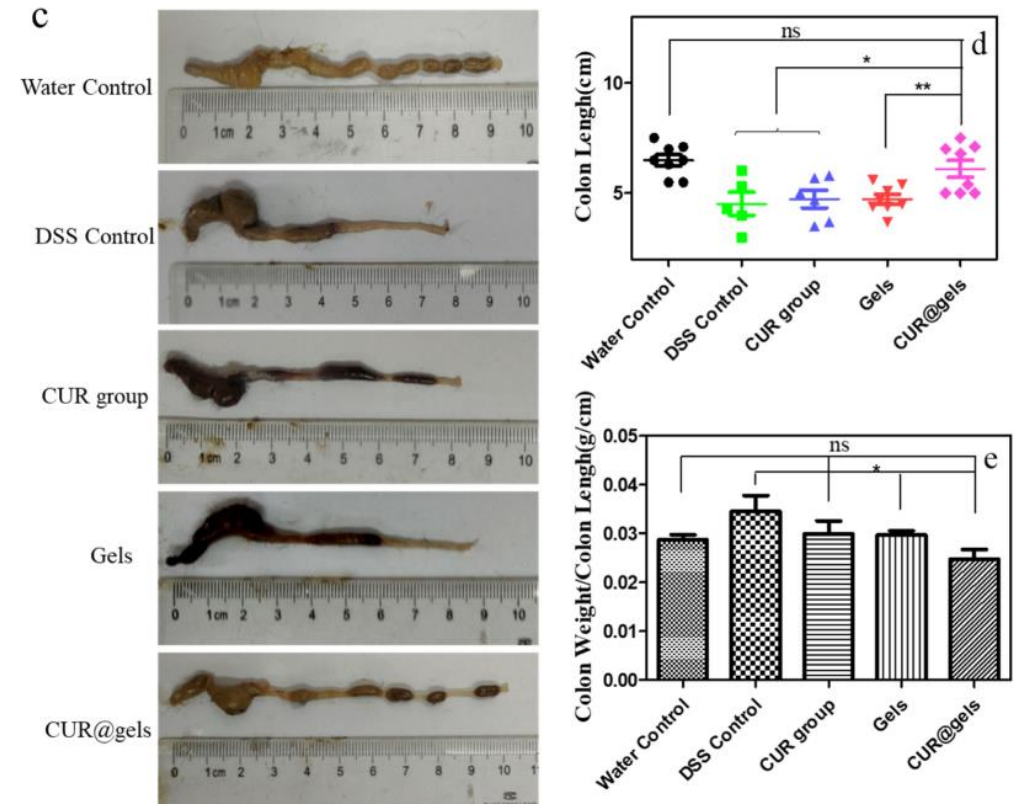 c
Water Control
0 1cm 2 3 4 5 6 7 8 9 10
DSS Control
0 1cm 2 3 4 5 6 7 8 9 10
CUR group
0 1cm 2 3 4 5 6 7 8 9 10
Gels
0 1cm 2 3 4 5 6 7 8 9 10
CUR@gels
0 1cm 2 3 4 5 6 7 8 9 10
d
ns
*
**
Colon Lengh(cm)
10
5
Water Control
DSS Control
CUR group
Gels
CUR@gels
e
ns
*
Colon Weight/Colon Lengh(g/cm)
0.05
0.04
0.03
0.02
0.01
0.00
Water Control
DSS Control
CUR group
Gels
CUR@gels